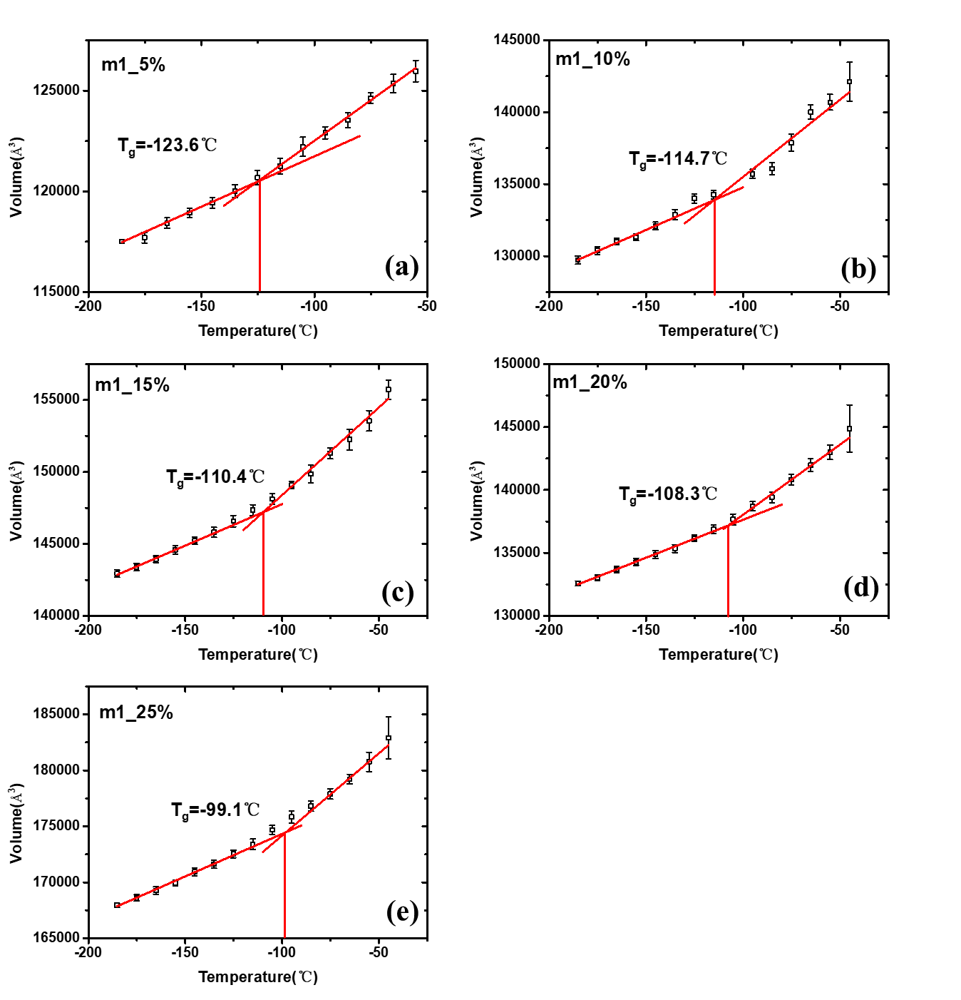 m1_5%
125000
120000
115000
Volume(Å³)
Tg=-123.6℃
(a)
-200
-150
-100
-50
Temperature(℃)
m1_10%
145000
140000
135000
130000
Volume(Å³)
Tg=-114.7℃
(b)
-200
-150
-100
-50
Temperature(℃)
m1_15%
155000
150000
145000
140000
Volume(Å³)
Tg=-110.4℃
(c)
-200
-150
-100
-50
Temperature(℃)
m1_20%
150000
145000
140000
135000
130000
Volume(Å³)
Tg=-108.3℃
(d)
-200
-150
-100
-50
Temperature(℃)
m1_25%
185000
180000
175000
170000
165000
Volume(Å³)
Tg=-99.1℃
(e)
-200
-150
-100
-50
Temperature(℃)